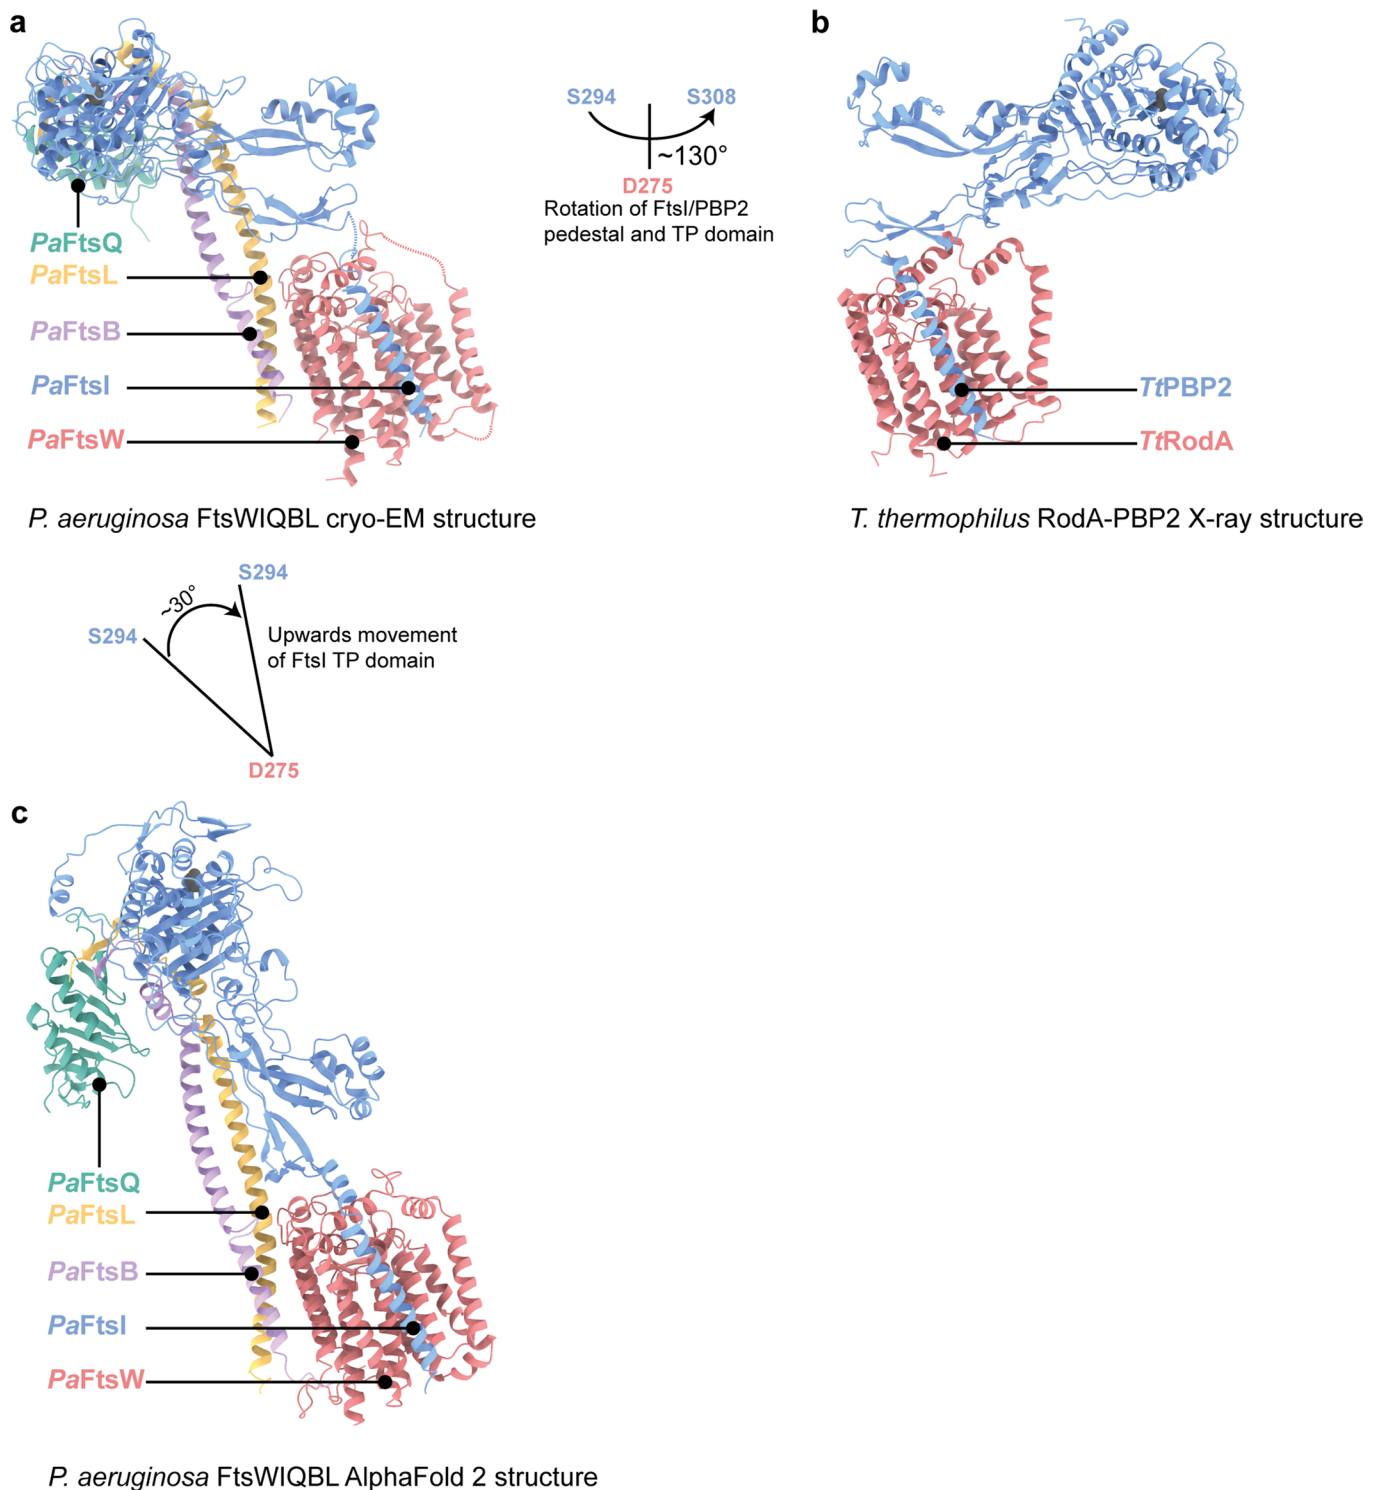 a
b
S294
S308
~130°
D275
Rotation of FtsI/PBP2
pedestal and TP domain
PaFtsQ
PaFtsL
PaFtsB
PaFtsI
PaFtsW
TtPBP2
TtRodA
P. aeruginosa FtsWIQBL cryo-EM structure
T. thermophilus RodA-PBP2 X-ray structure
S294
~30°
S294
Upwards movement
of FtsI TP domain
D275
c
PaFtsQ
PaFtsL
PaFtsB
PaFtsI
PaFtsW
P. aeruginosa FtsWIQBL AlphaFold 2 structure